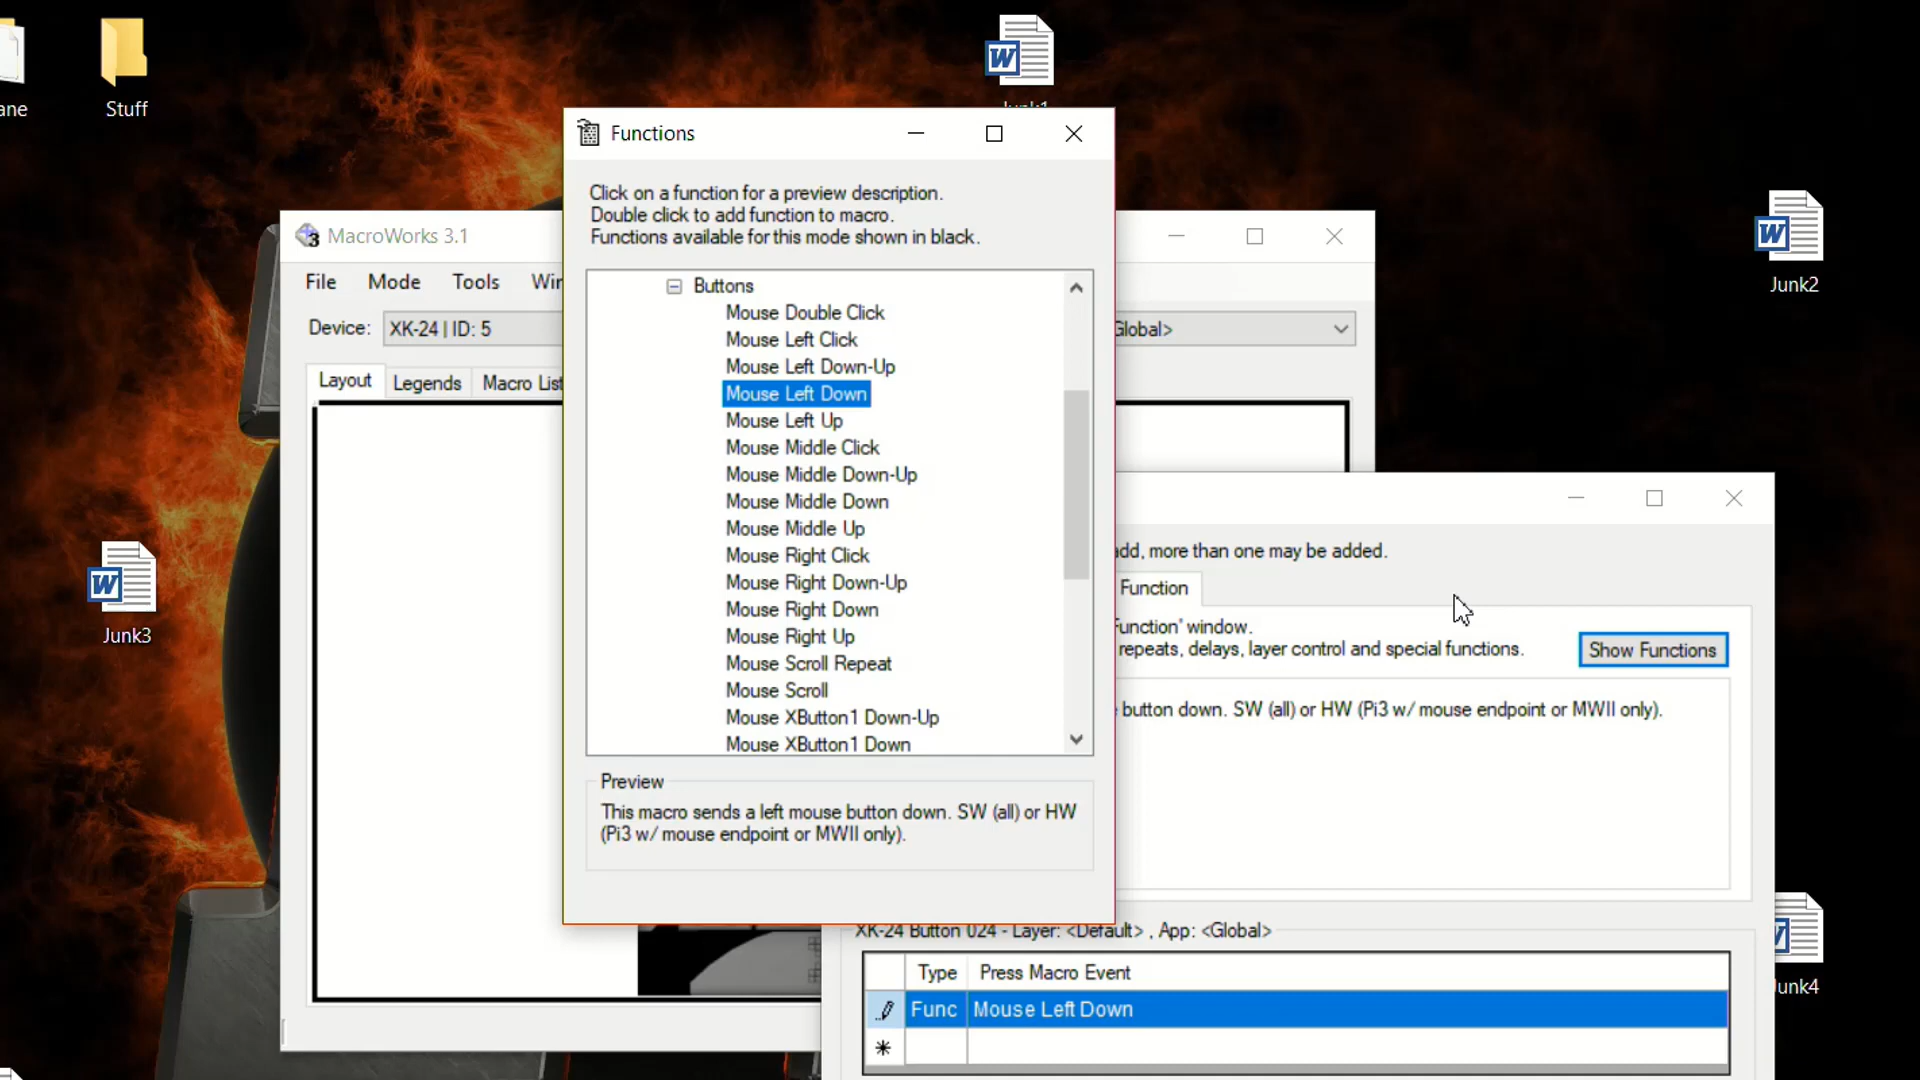 ane
Stuff
Junk1
Junk2
Junk3
Junk4
Functions
Click on a function for a preview description.
Double click to add function to macro.
Functions available for this mode shown in black.
Buttons
Mouse Double Click
Mouse Left Click
Mouse Left Down-Up
Mouse Left Down
Mouse Left Up
Mouse Middle Click
Mouse Middle Down-Up
Mouse Middle Down
Mouse Middle Up
Mouse Right Click
Mouse Right Down-Up
Mouse Right Down
Mouse Right Up
Mouse Scroll Repeat
Mouse Scroll
Mouse XButton1 Down-Up
Mouse XButton1 Down
Preview
This macro sends a left mouse button down. SW (all) or HW
(Pi3 w/ mouse endpoint or MWII only).
MacroWorks 3.1
File Mode Tools Win
Device: XK-24 | ID: 5
Global>
Layout Legends Macro List
add, more than one may be added.
Function
Function' window.
repeats, delays, layer control and special functions.
Show Functions
button down. SW (all) or HW (Pi3 w/ mouse endpoint or MWII only).
XK-24 Button 024 - Layer: <Default> , App: <Global>
Type Press Macro Event
Func Mouse Left Down